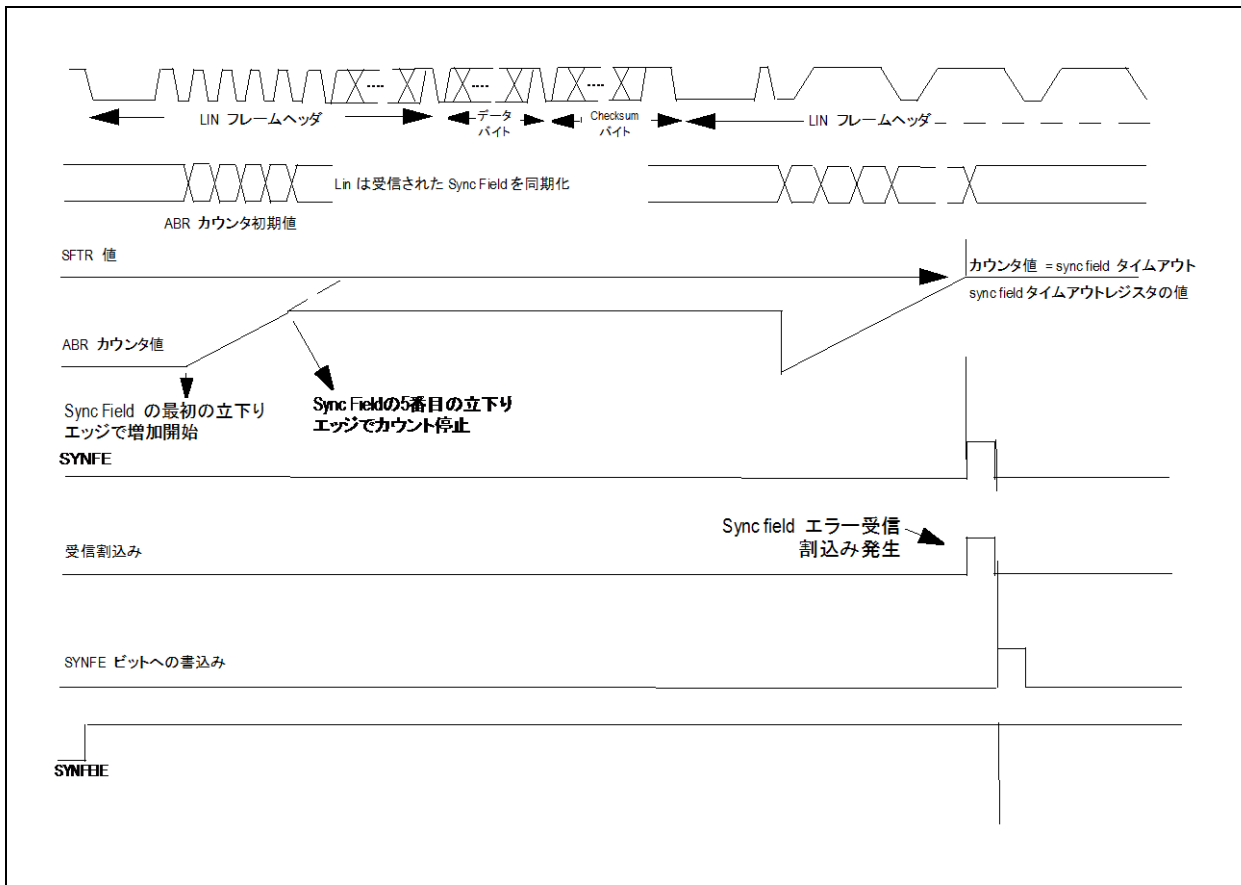 LIN フレームヘッダ
データ
バイト
Checksum
バイト
LIN フレームヘッダ
Lin は受信された Sync Field を同期化
ABR カウンタ初期値
SFTR 値
カウンタ値 = sync field タイムアウト
sync field タイムアウトレジスタの値
ABR カウンタ値
Sync Field の最初の立下り
エッジで増加開始
Sync Fieldの5番目の立下り
エッジでカウント停止
SYNFE
Sync field エラー受信
割込み発生
受信割込み
SYNFE ビットへの書込み
SYNFEIE